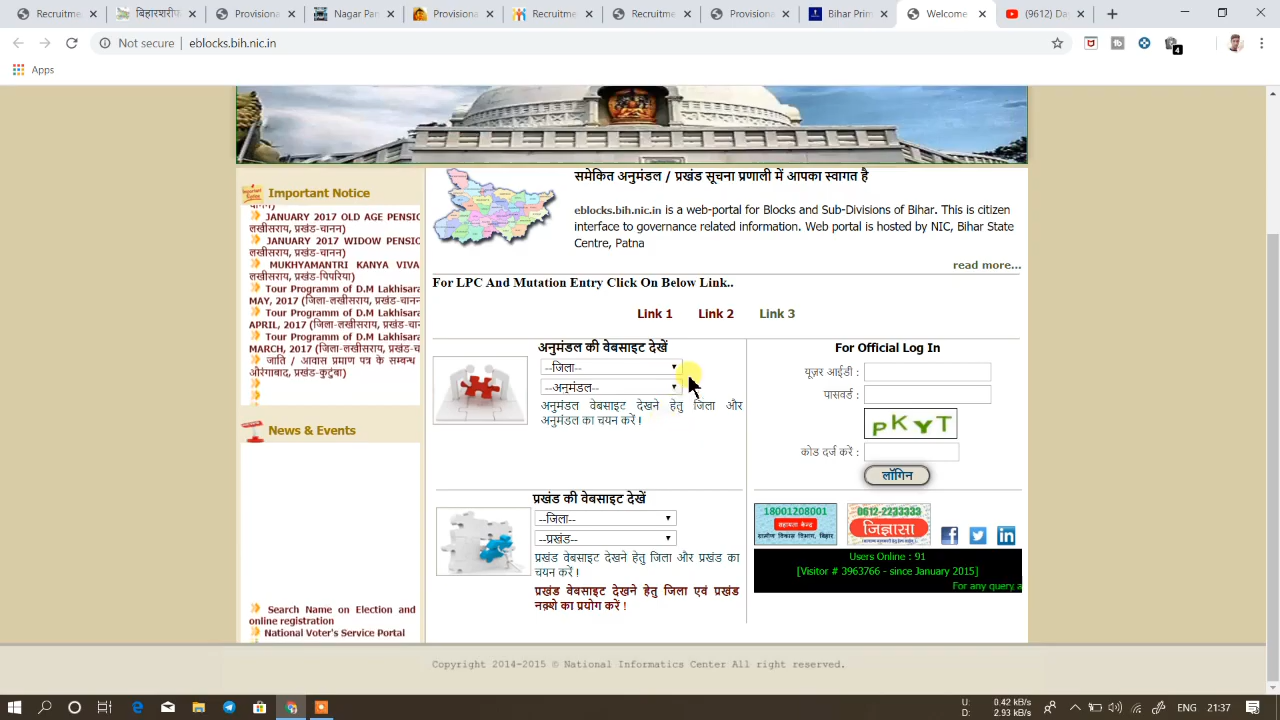 Recruitme
बिहारशरीफ
Provisiona
Nagar Par
Provisiona
Recruitme
Recruitme
Provisiona
Bihar Prim
Welcome
(9612) Da
Not secure
eblocks.bih.nic.in
4
Apps
Important Notice
JANUARY 2017 OLD AGE PENSIO
लखीसराय, प्रखंड-चानन)
JANUARY 2017 WIDOW PENSIO
लखीसराय, प्रखंड-चानन)
MUKHYAMANTRI KANYA VIVA
लखीसराय, प्रखंड-पिपरिया)
Tour Programm of D.M Lakhisara
MAY, 2017 (जिला-लखीसराय, प्रखंड-चान
Tour Programm of D.M Lakhisara
APRIL, 2017 (जिला-लखीसराय, प्रखंड-चा
Tour Programm of D.M Lakhisara
MARCH, 2017 (जिला-लखीसराय, प्रखंड-च
जाति / आवास प्रमाण पत्र के सम्बन्ध
औरंगाबाद, प्रखंड-कुटुंबा)
News & Events
Search Name on Election and
online registration
National Voter's Service Portal
समेकित अनुमंडल / प्रखंड सूचना प्रणाली में आपका स्वागत है
eblocks.bih.nic.in is a web-portal for Blocks and Sub-Divisions of Bihar. This is citizen
interface to governance related information. Web portal is hosted by NIC, Bihar State
Centre, Patna
read more...
For LPC And Mutation Entry Click On Below Link..
Link 1 Link 2 Link 3
अनुमंडल की वेबसाइट देखें
--जिला--
--अनुमंडल--
अनुमंडल वेबसाइट देखने हेतु जिला और
अनुमंडल का चयन करें !
प्रखंड की वेबसाइट देखें
--जिला--
--प्रखंड--
प्रखंड वेबसाइट देखने हेतु जिला और प्रखंड का
चयन करें !
प्रखंड वेबसाइट देखने हेतु जिला एवं प्रखंड
नक़्शे का प्रयोग करें !
For Official Log In
यूज़र आईडी :
पासवर्ड :
PKYT
कोड दर्ज करें :
लॉगिन
18001208001
सहायता केन्द्र
ग्रामीण विकास विभाग, बिहार
0612-2233333
जिज्ञासा
Users Online : 91
[Visitor # 3963766 - since January 2015]
For any query a
Copyright 2014-2015 © National Informatics Center All right reserved.
U: 0.42 kB/s
D: 2.93 kB/s
21:37